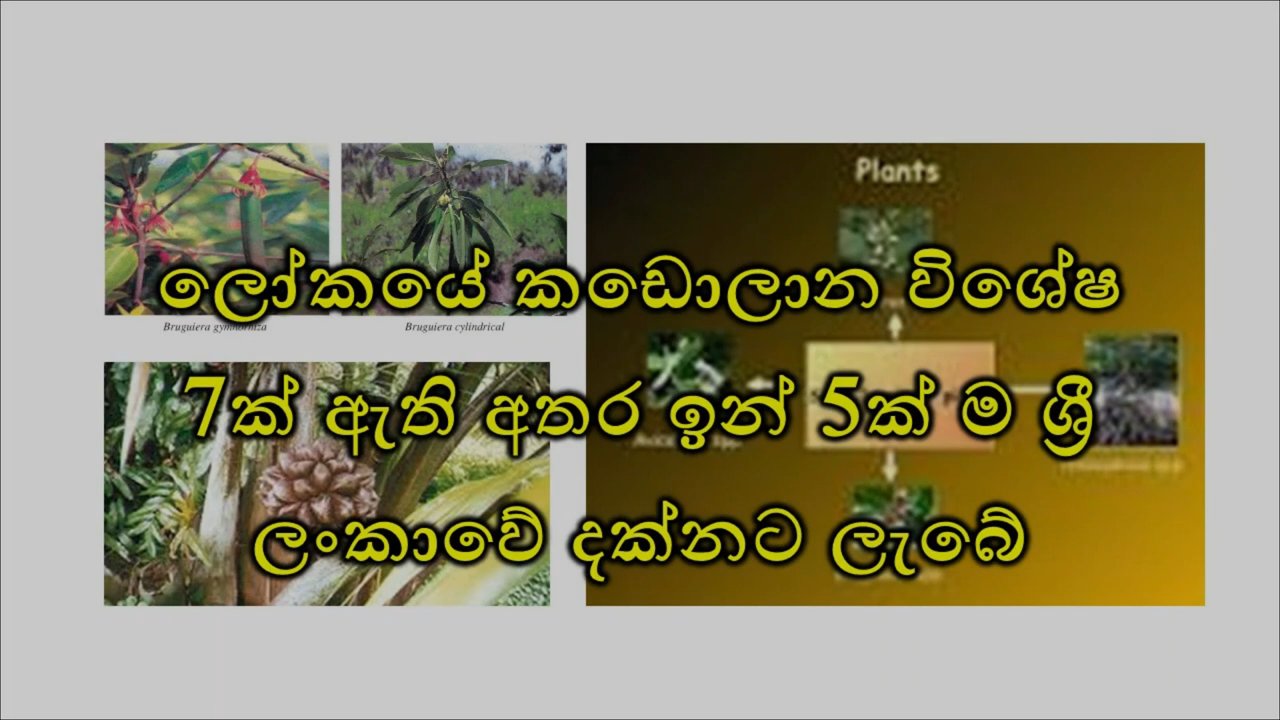 Plants
ලෝකයේ කඩොලාන විශේෂ
Bruguiera gymnorhiza
Bruguiera cylindrical
7ක් ඇති අතර ඉන් 5ක් ම ශ්‍රී
ලංකාවේ දක්නට ලැබේ